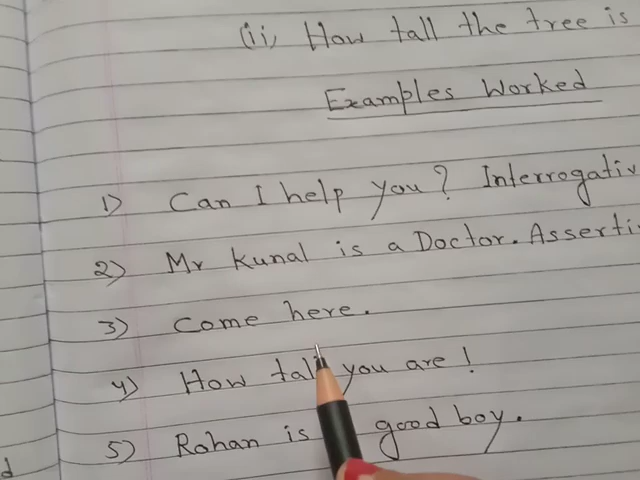 (ii) How tall the tree is
Examples Worked
1) Can I help you? Interrogativ
2) Mr Kunal is a Doctor. Asserti
3) Come here.
4) How tall you are!
5) Rohan is good boy.
d